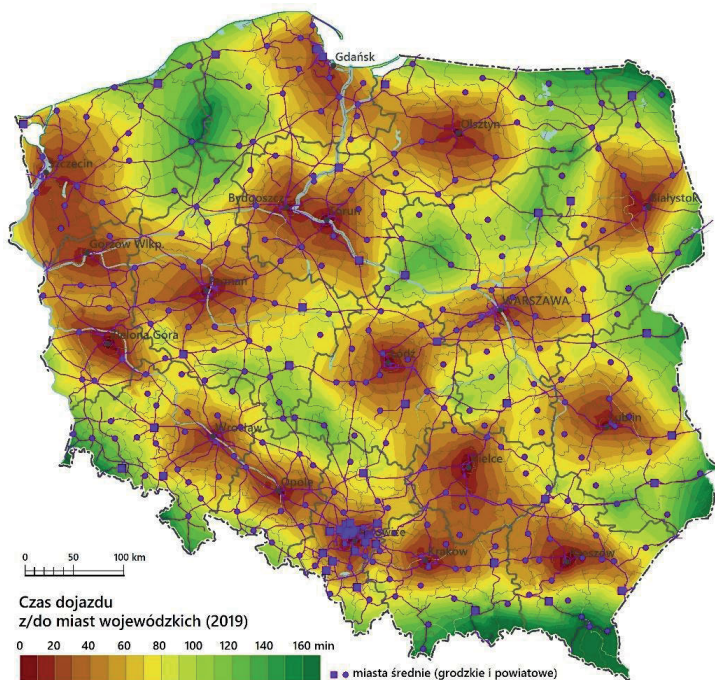 Gdańsk
Olsztyn
Szczecin
Bydgoszcz
Toruń
Białystok
Gorzów Wlkp.
Poznań
WARSZAWA
Zielona Góra
Łódź
Lublin
Wrocław
Kielce
Opole
Katowice
Kraków
Rzeszów
0 50 100 km
Czas dojazdu
z/do miast wojewódzkich (2019)
0 20 40 60 80 100 120 140 160 min
miasta średnie (grodzkie i powiatowe)